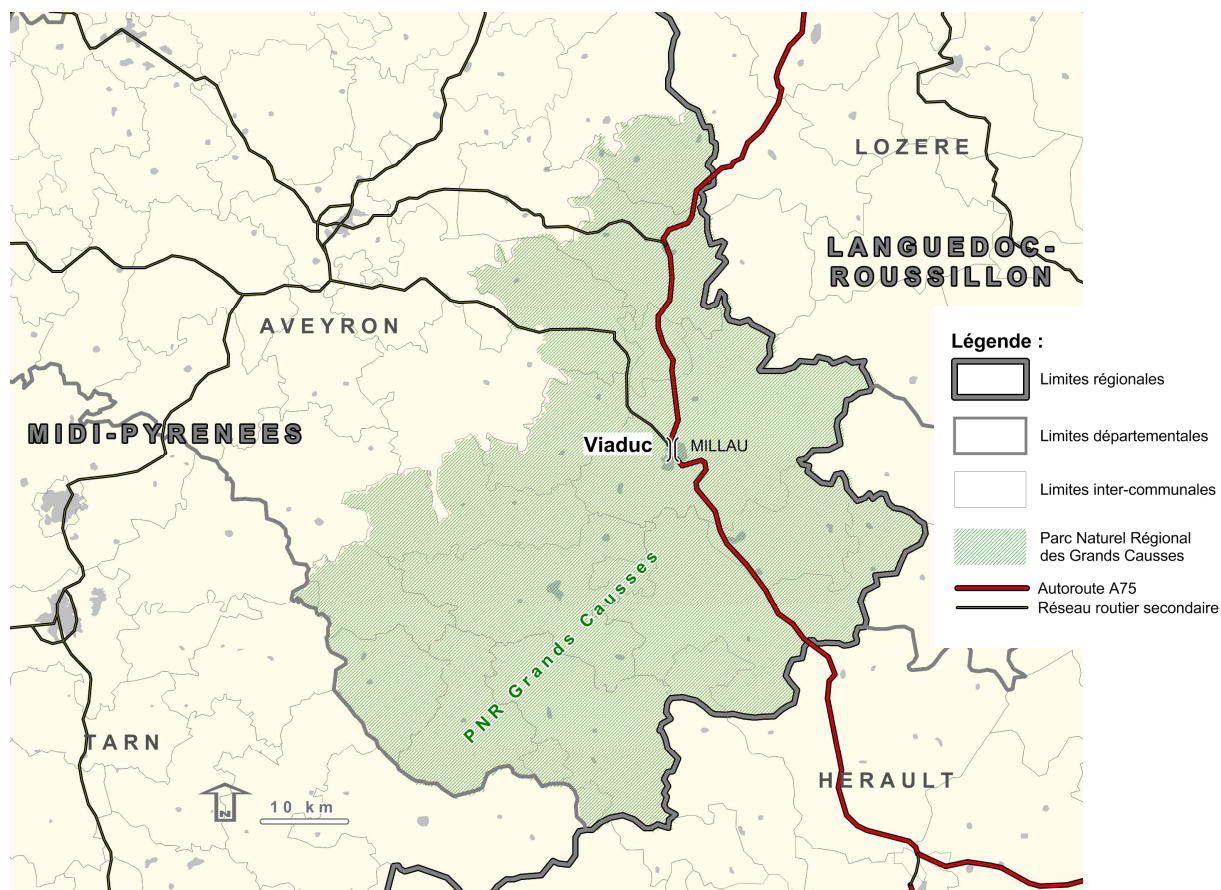 LOZERE
LANGUEDOC-
ROUSSILLON
AVEYRON
MIDI-PYRENEES
Viaduc
MILLAU
PNR Grands Causses
TARN
HERAULT
N
10 km
Légende :
Limites régionales
Limites départementales
Limites inter-communales
Parc Naturel Régional
des Grands Causses
Autoroute A75
Réseau routier secondaire